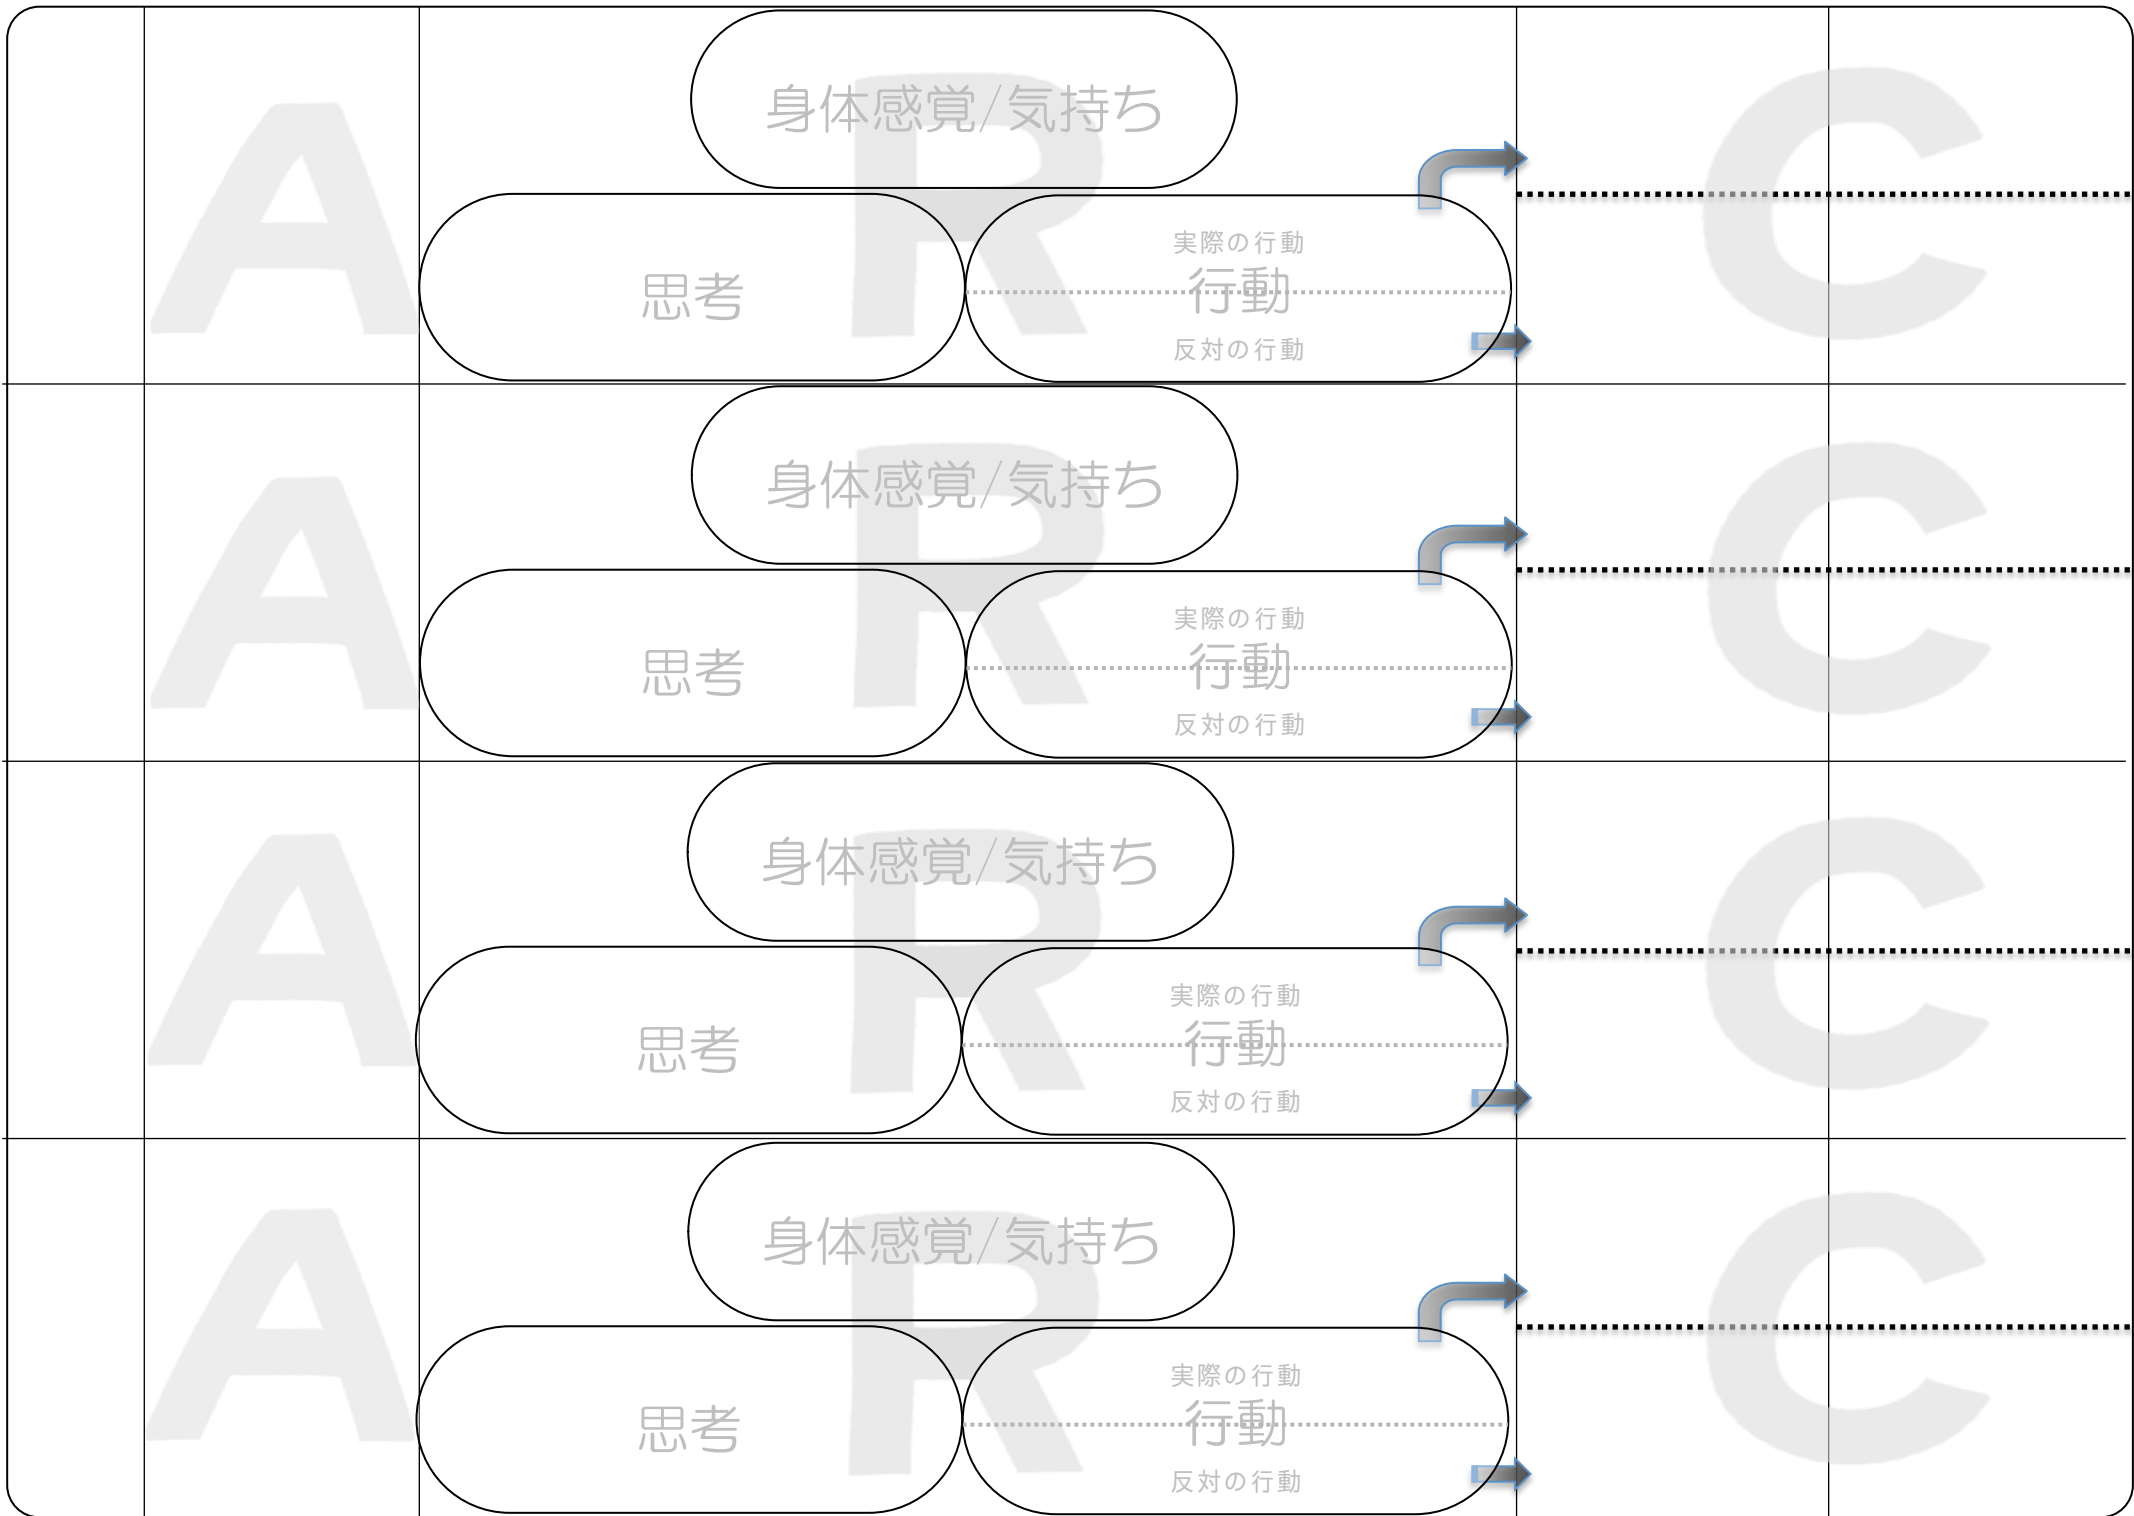 A
R
C
身体感覚/気持ち
思考
実際の行動
行動
反対の行動
A
R
C
身体感覚/気持ち
思考
実際の行動
行動
反対の行動
A
R
C
身体感覚/気持ち
思考
実際の行動
行動
反対の行動
A
R
C
身体感覚/気持ち
思考
実際の行動
行動
反対の行動